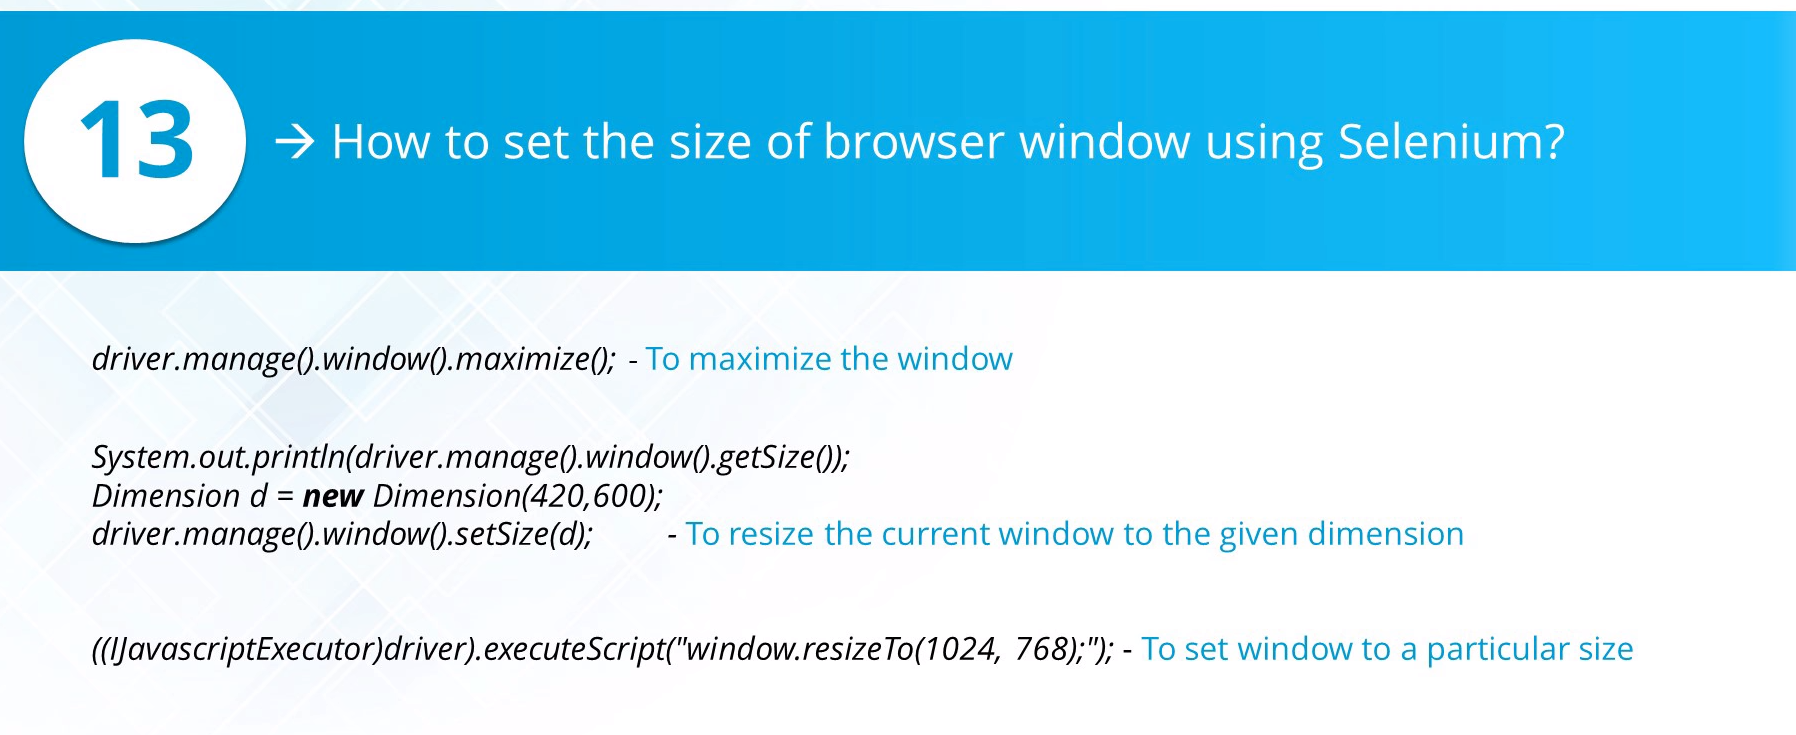 13
→ How to set the size of browser window using Selenium?
driver.manage().window().maximize(); - To maximize the window
System.out.println(driver.manage().window().getSize());
Dimension d = new Dimension(420,600);
driver.manage().window().setSize(d); - To resize the current window to the given dimension
((IJavascriptExecutor)driver).executeScript("window.resizeTo(1024, 768);"); - To set window to a particular size